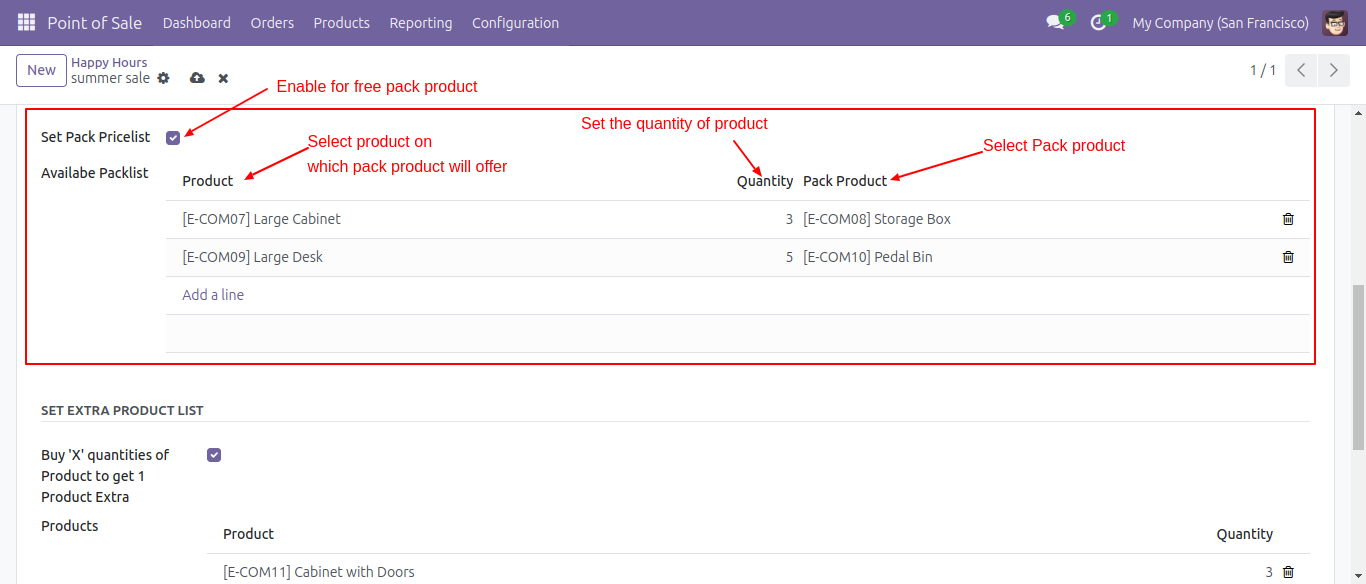 Point of Sale Dashboard Orders Products Reporting Configuration 6 1 My Company (San Francisco)
New Happy Hours
summer sale
1 / 1
Enable for free pack product
Set the quantity of product
Set Pack Pricelist
Select product on
which pack product will offer
Select Pack product
Availabe Packlist
Product Quantity Pack Product
[E-COM07] Large Cabinet 3 [E-COM08] Storage Box
[E-COM09] Large Desk 5 [E-COM10] Pedal Bin
Add a line
SET EXTRA PRODUCT LIST
Buy 'X' quantities of
Product to get 1
Product Extra
Products
Product Quantity
[E-COM11] Cabinet with Doors 3